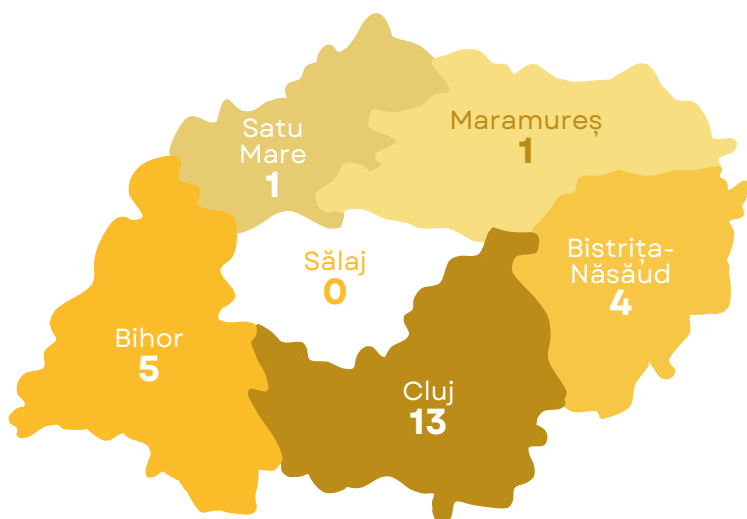 Satu
Mare
1
Maramureș
1
Sălaj
0
Bistrița-
Năsăud
4
Bihor
5
Cluj
13